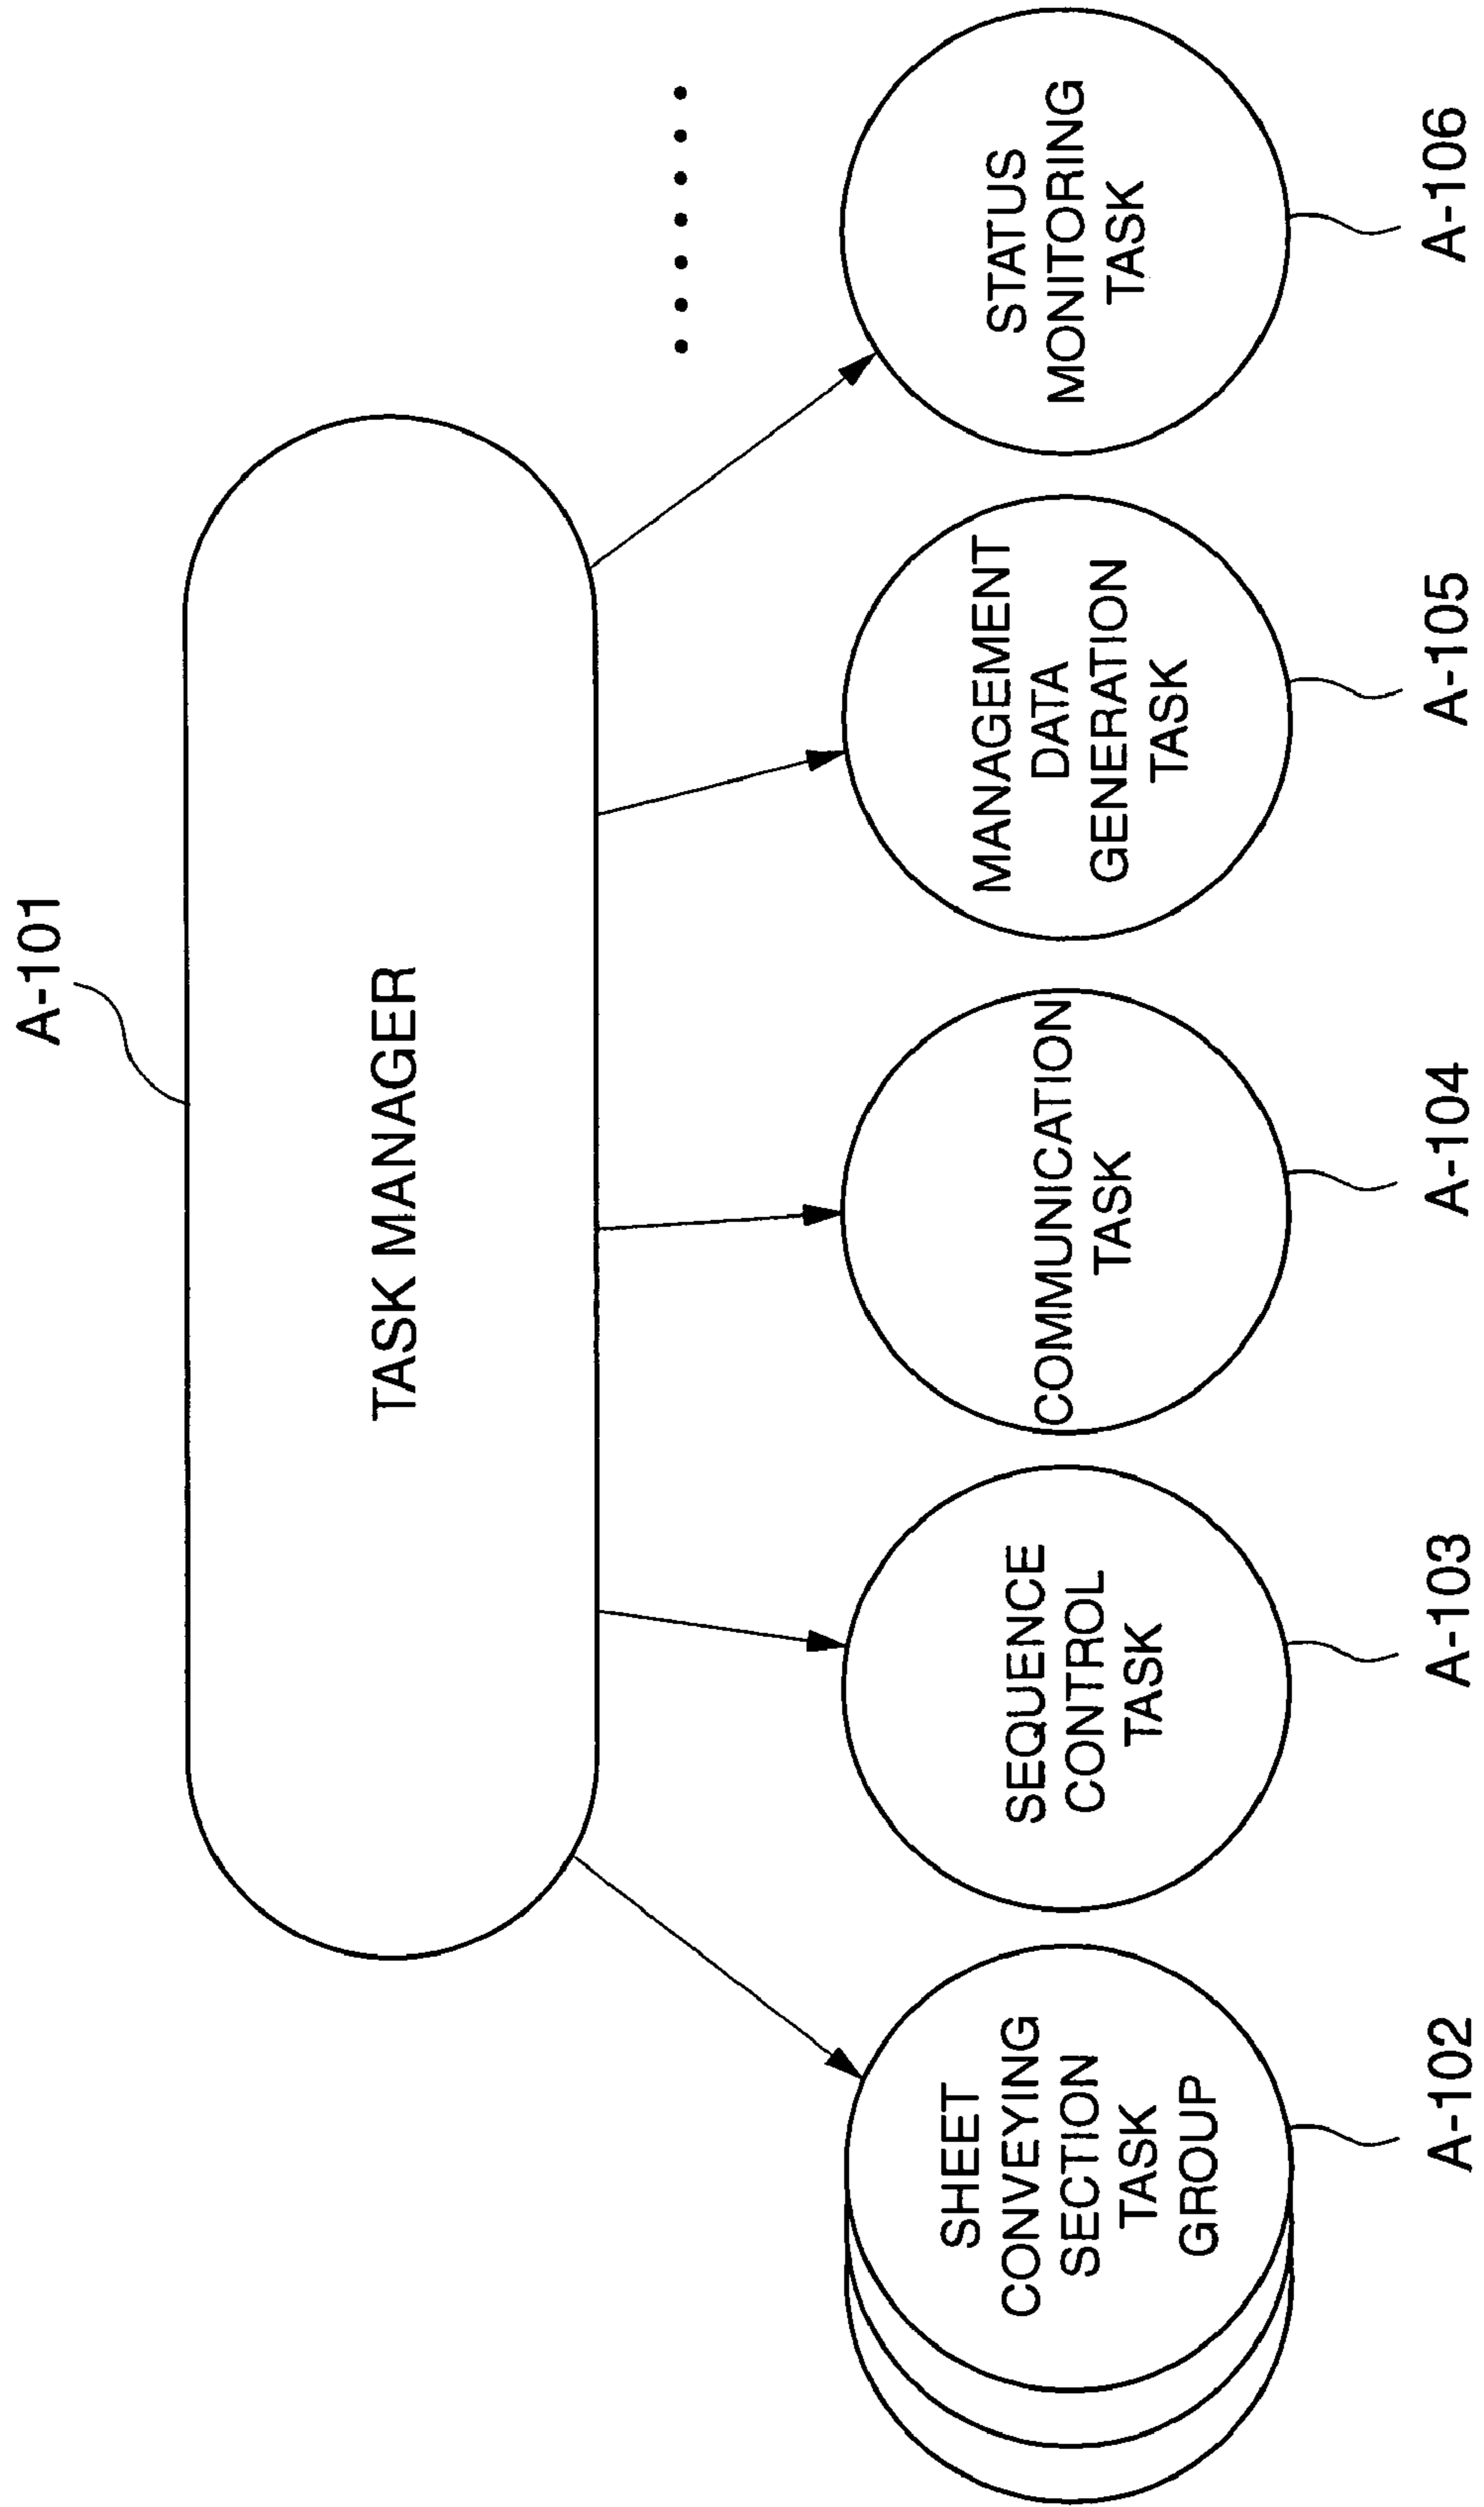 A-101
TASK MANAGER
SHEET
CONVEYING
SECTION
TASK
GROUP
SEQUENCE
CONTROL
TASK
COMMUNICATION
TASK
MANAGEMENT
DATA
GENERATION
TASK
STATUS
MONITORING
TASK
A-102
A-103
A-104
A-105
A-106